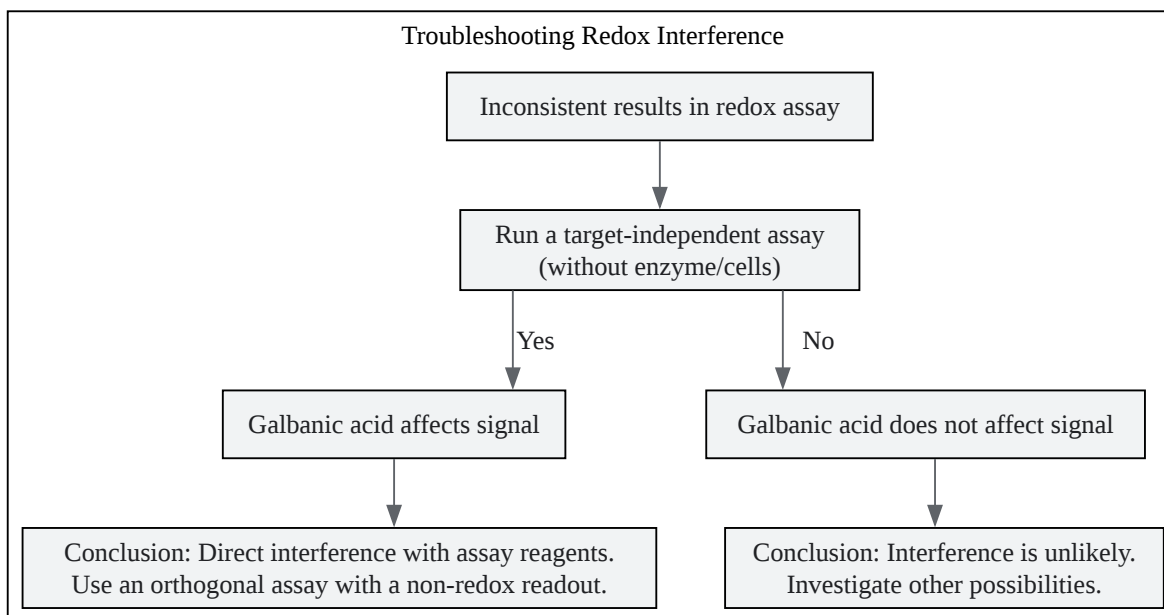 Troubleshooting Redox Interference
Inconsistent results in redox assay
Run a target-independent assay
(without enzyme/cells)
Yes
No
Galbanic acid affects signal
Galbanic acid does not affect signal
Conclusion: Direct interference with assay reagents.
Use an orthogonal assay with a non-redox readout.
Conclusion: Interference is unlikely.
Investigate other possibilities.